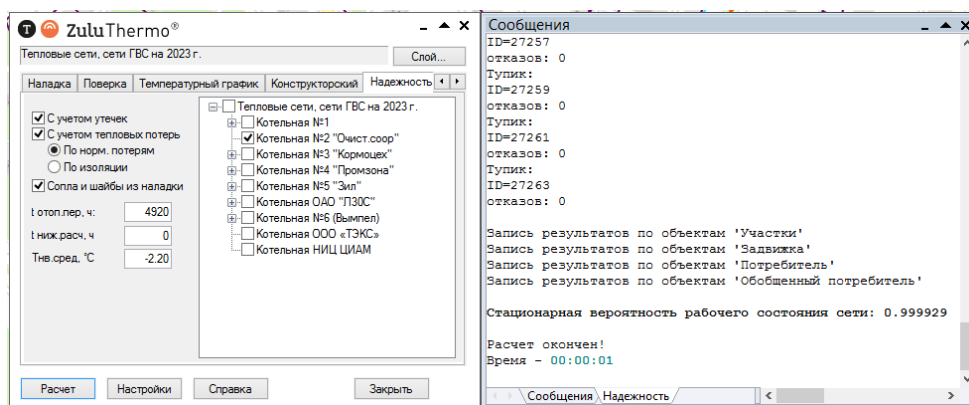 ZuluThermo®
Тепловые сети, сети ГВС на 2023 г.
Слой...
Наладка
Поверка
Температурный график
Конструкторский
Надежность
С учетом утечек
С учетом тепловых потерь
По норм. потерям
По изоляции
Сопла и шайбы из наладки
t отоп.пер, ч:
4920
t ниж.расч, ч
0
Tнв.сред, °С
-2.20
Тепловые сети, сети ГВС на 2023 г.
Котельная №1
Котельная №2 "Очист.соор"
Котельная №3 "Кормоцех"
Котельная №4 "Промзона"
Котельная №5 "Зил"
Котельная ОАО "ПЗОС"
Котельная №6 (Вымпел)
Котельная ООО «ТЭКС»
Котельная НИЦ ЦИАМ
Расчет
Настройки
Справка
Закрыть
Сообщения
ID=27257
отказов: 0
Тупик:
ID=27259
отказов: 0
Тупик:
ID=27261
отказов: 0
Тупик:
ID=27263
отказов: 0
Запись результатов по объектам 'Участки'
Запись результатов по объектам 'Задвижка'
Запись результатов по объектам 'Потребитель'
Запись результатов по объектам 'Обобщенный потребитель'
Стационарная вероятность рабочего состояния сети: 0.999929
Расчет окончен!
Время - 00:00:01
Сообщения
Надежность